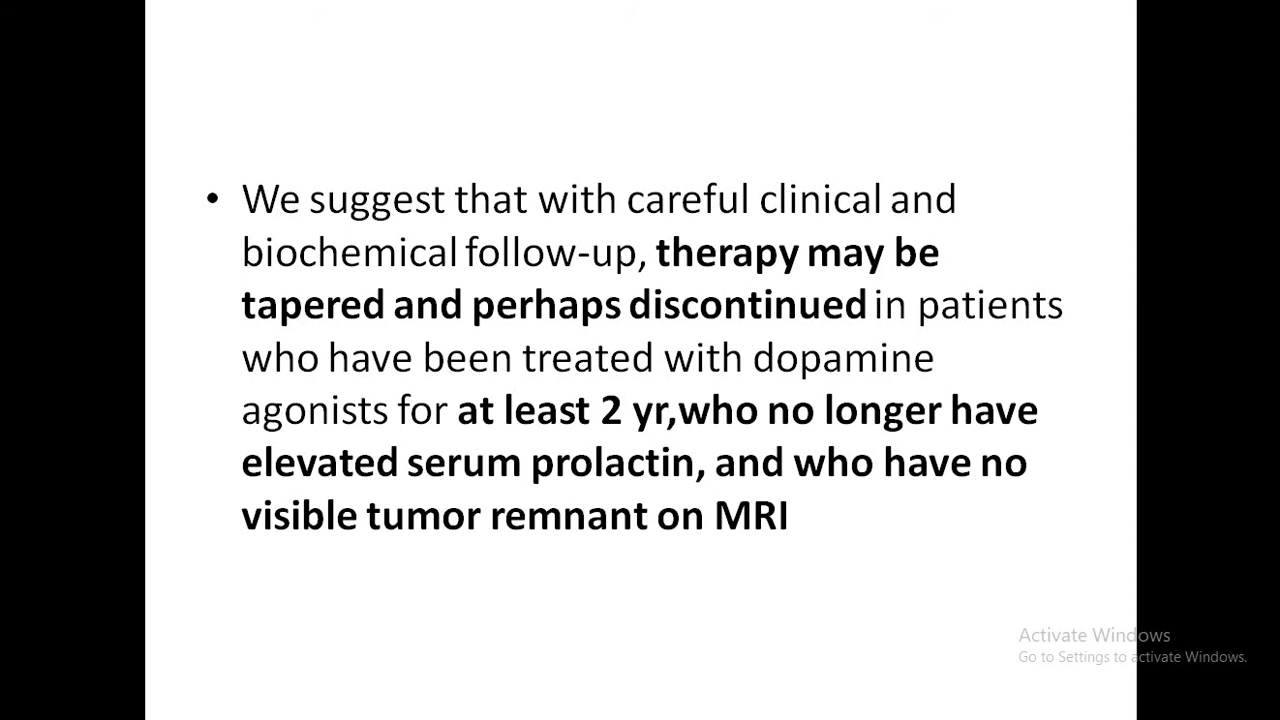 • We suggest that with careful clinical and
biochemical follow-up, therapy may be
tapered and perhaps discontinued in patients
who have been treated with dopamine
agonists for at least 2 yr,who no longer have
elevated serum prolactin, and who have no
visible tumor remnant on MRI
Activate Windows
Go to Settings to activate Windows.